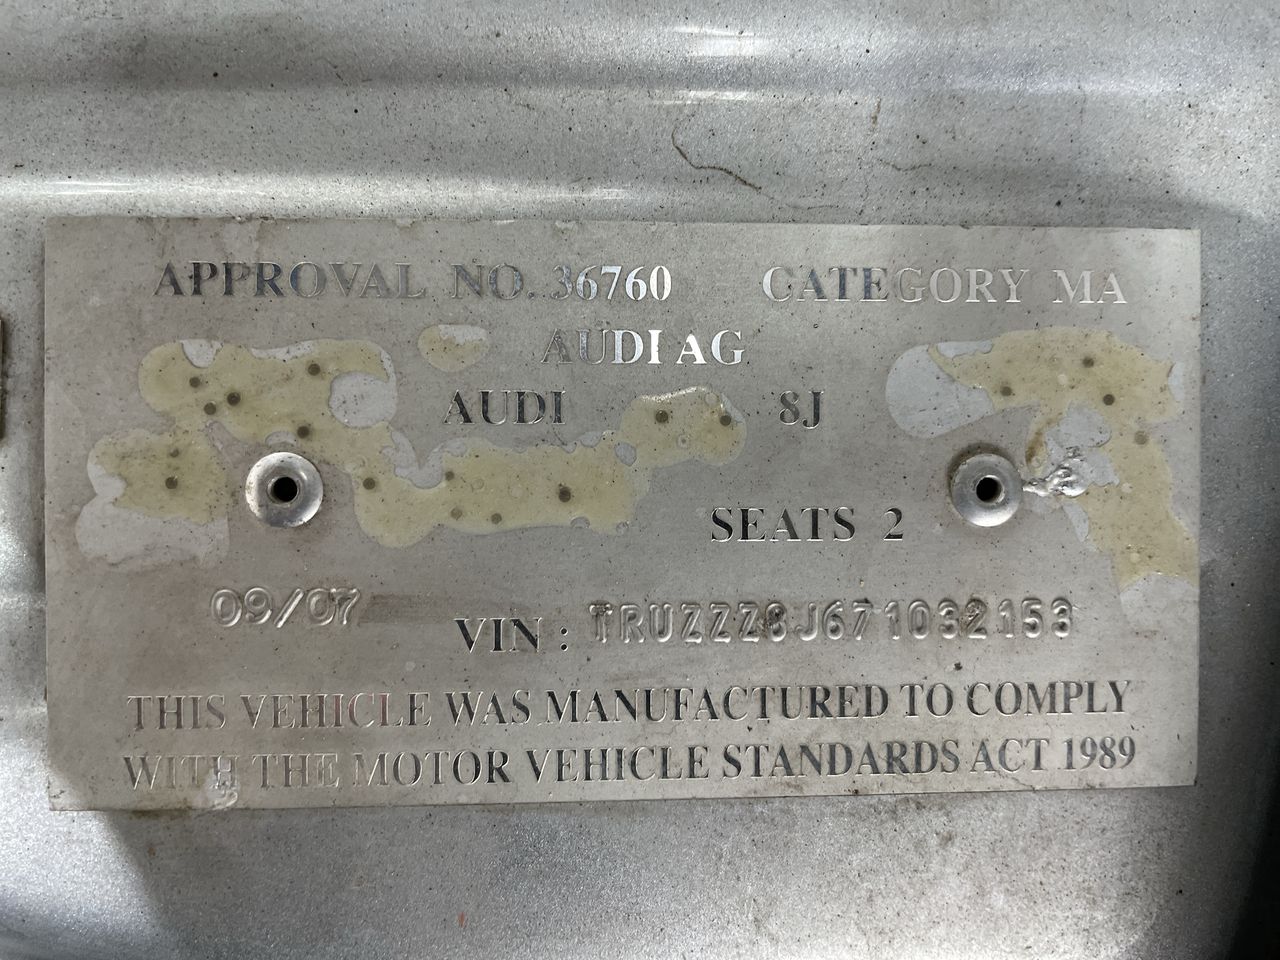 APPROVAL NO. 36760 CATEGORY MA
AUDI AG
AUDI 8J
SEATS 2
09/07 VIN : TRUZZZ8J671032153
THIS VEHICLE WAS MANUFACTURED TO COMPLY
WITH THE MOTOR VEHICLE STANDARDS ACT 1989